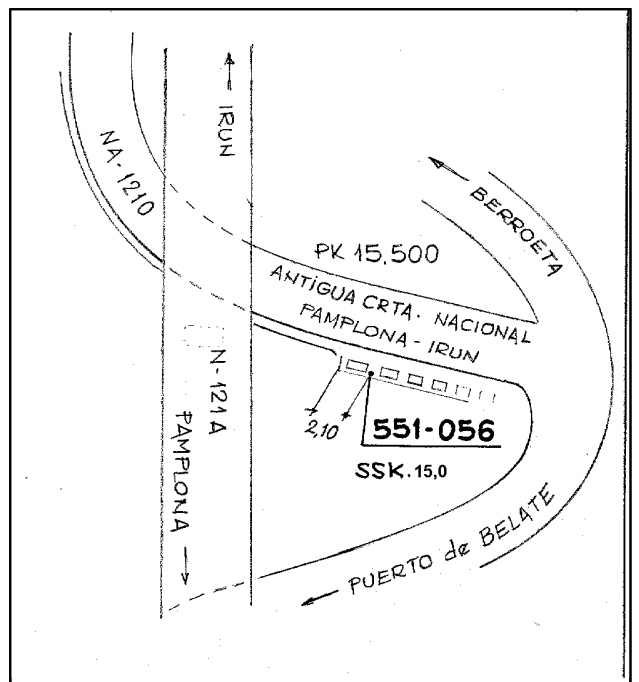 IRUN
NA-1210
BERROETA
PK 15,500
ANTIGUA CRTA. NACIONAL
PAMPLONA - IRUN
N-121A
2,10
551-056
SSK. 15,0
PAMPLONA
PUERTO de BELATE